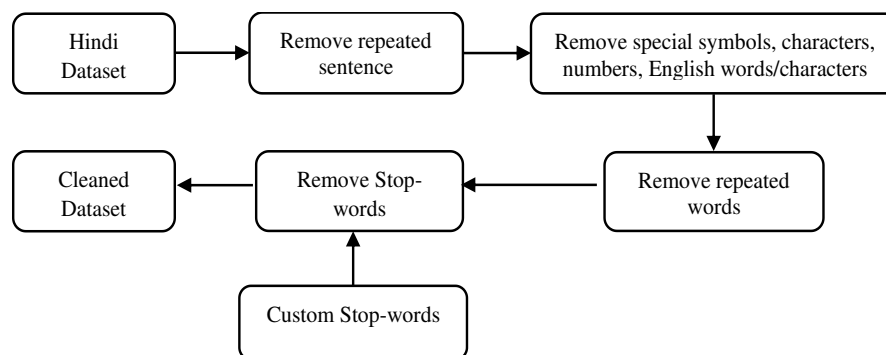 Hindi
Dataset
Remove repeated
sentence
Remove special symbols, characters,
numbers, English words/characters
Remove repeated
words
Remove Stop-
words
Cleaned
Dataset
Custom Stop-words